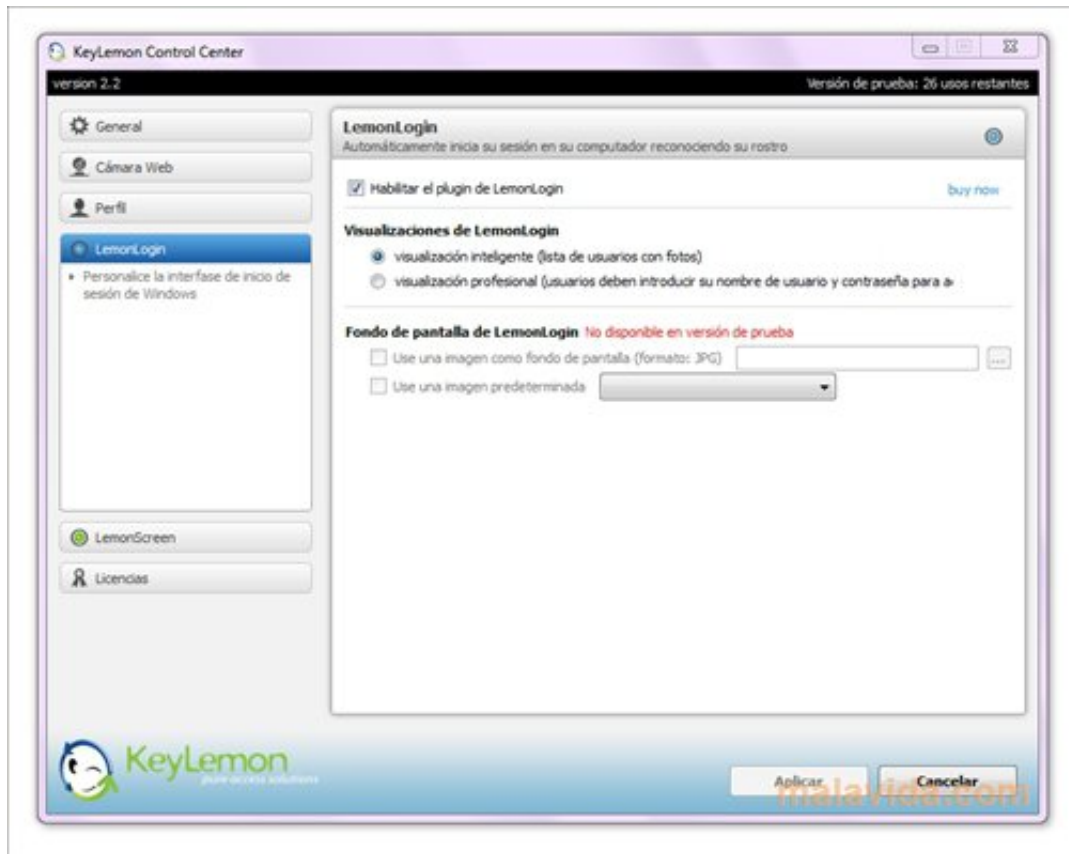 KeyLemon Control Center
version 2.2
Versión de prueba: 26 usos restantes
General
Cámara Web
Perfil
LemonLogin
Personalice la interfase de inicio de
sesión de Windows
LemonScreen
Licencias
LemonLogin
Automáticamente inicia su sesión en su computador reconociendo su rostro
Habilitar el plugin de LemonLogin
buy now
Visualizaciones de LemonLogin
visualización inteligente (lista de usuarios con fotos)
visualización profesional (usuarios deben introducir su nombre de usuario y contraseña para a
Fondo de pantalla de LemonLogin No disponible en versión de prueba
Use una imagen como fondo de pantalla (formato: JPG)
...
Use una imagen predeterminada
KeyLemon
pure access solutions
Aplicar
Cancelar
malavida.com